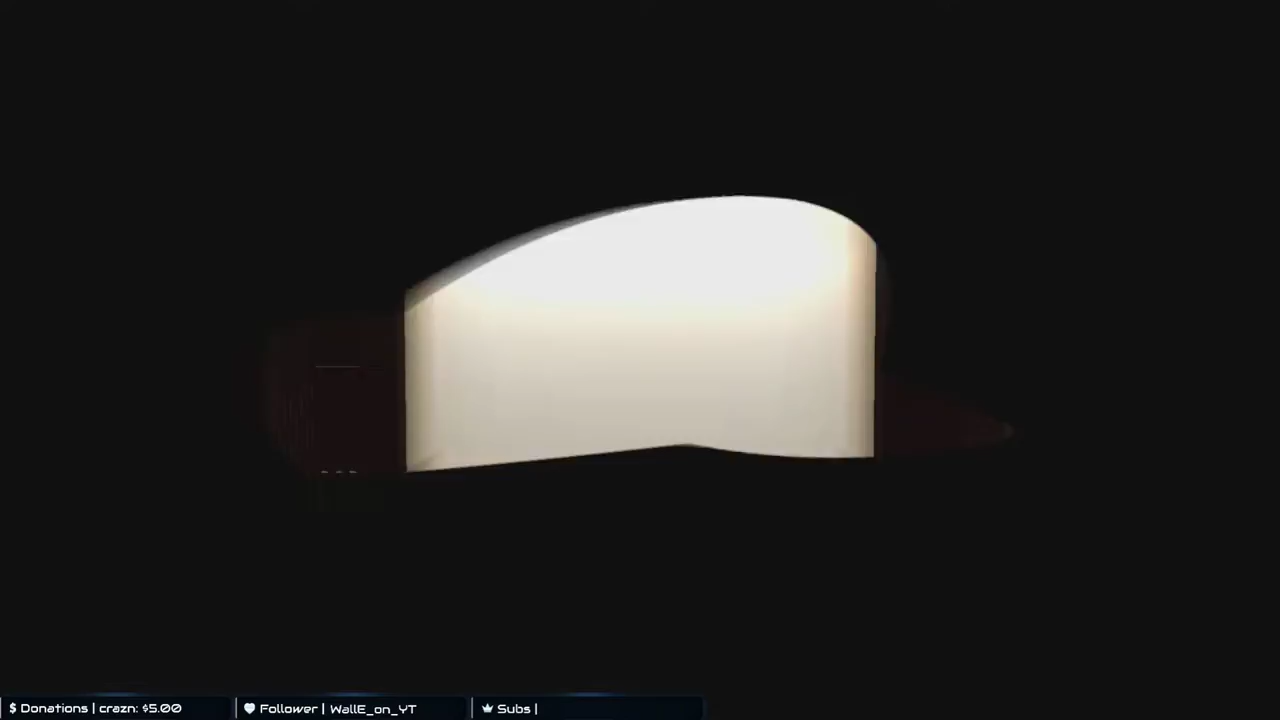 $ Donations | crazn: $5.00
Follower | WallE_on_YT
Subs |